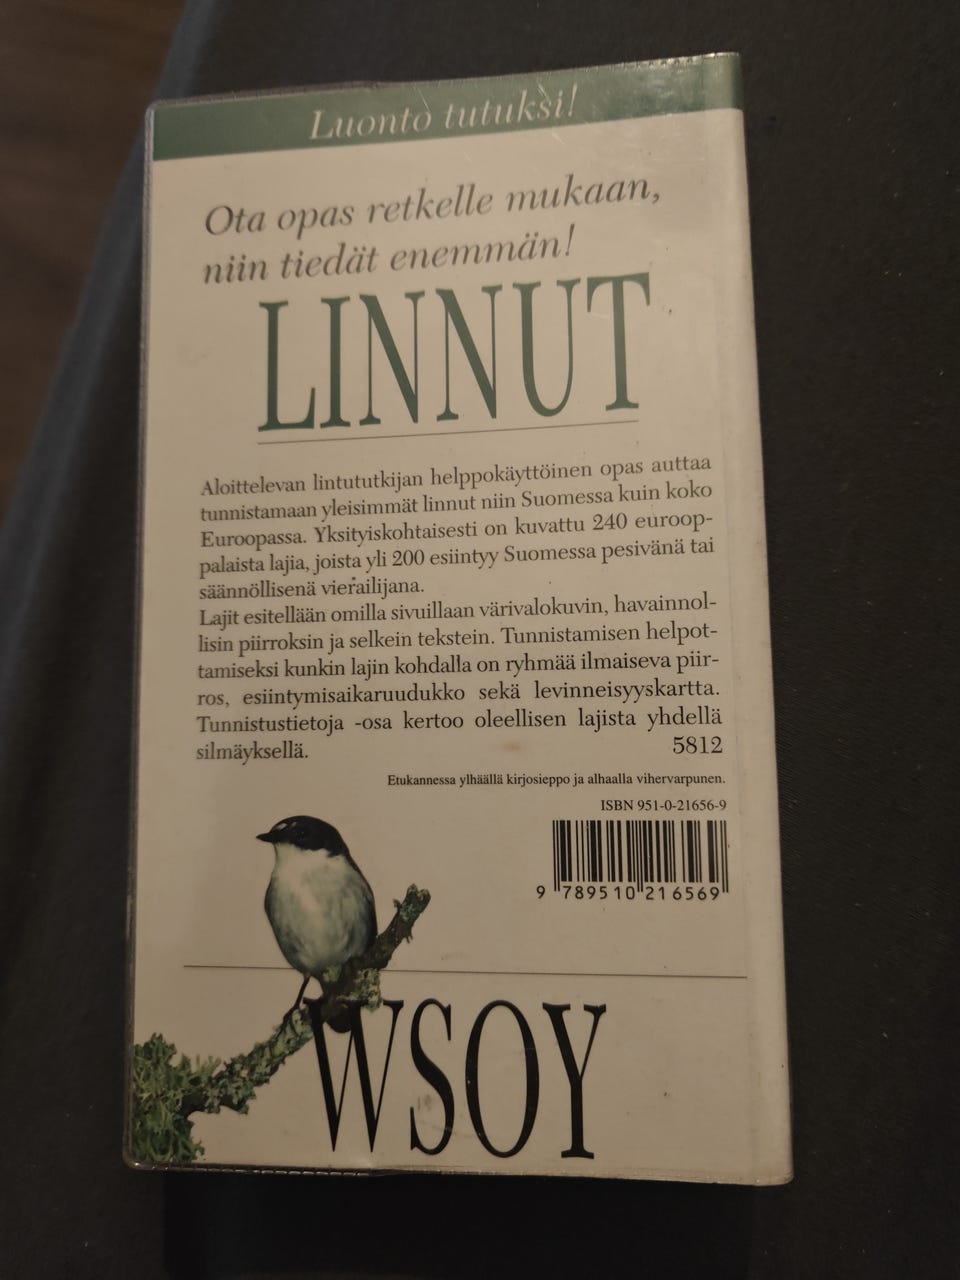 Luonto tutuksi!
Ota opas retkelle mukaan,
niin tiedät enemmän!
LINNUT
Aloittelevan lintututkijan helppokäyttöinen opas auttaa
tunnistamaan yleisimmät linnut niin Suomessa kuin koko
Euroopassa. Yksityiskohtaisesti on kuvattu 240 euroop-
palaista lajia, joista yli 200 esiintyy Suomessa pesivänä tai
säännöllisenä vierailijana.
Lajit esitellään omilla sivuillaan värivalokuvin, havainnol-
lisin piirroksin ja selkein tekstein. Tunnistamisen helpot-
tamiseksi kunkin lajin kohdalla on ryhmää ilmaiseva piir-
ros, esiintymisaikaruudukko sekä levinneisyyskartta.
Tunnistustietoja -osa kertoo oleellisen lajista yhdellä
silmäyksellä. 5812
Etukannessa ylhäällä kirjosieppo ja alhaalla vihervarpunen.
ISBN 951-0-21656-9
9 789510 216569
WSOY